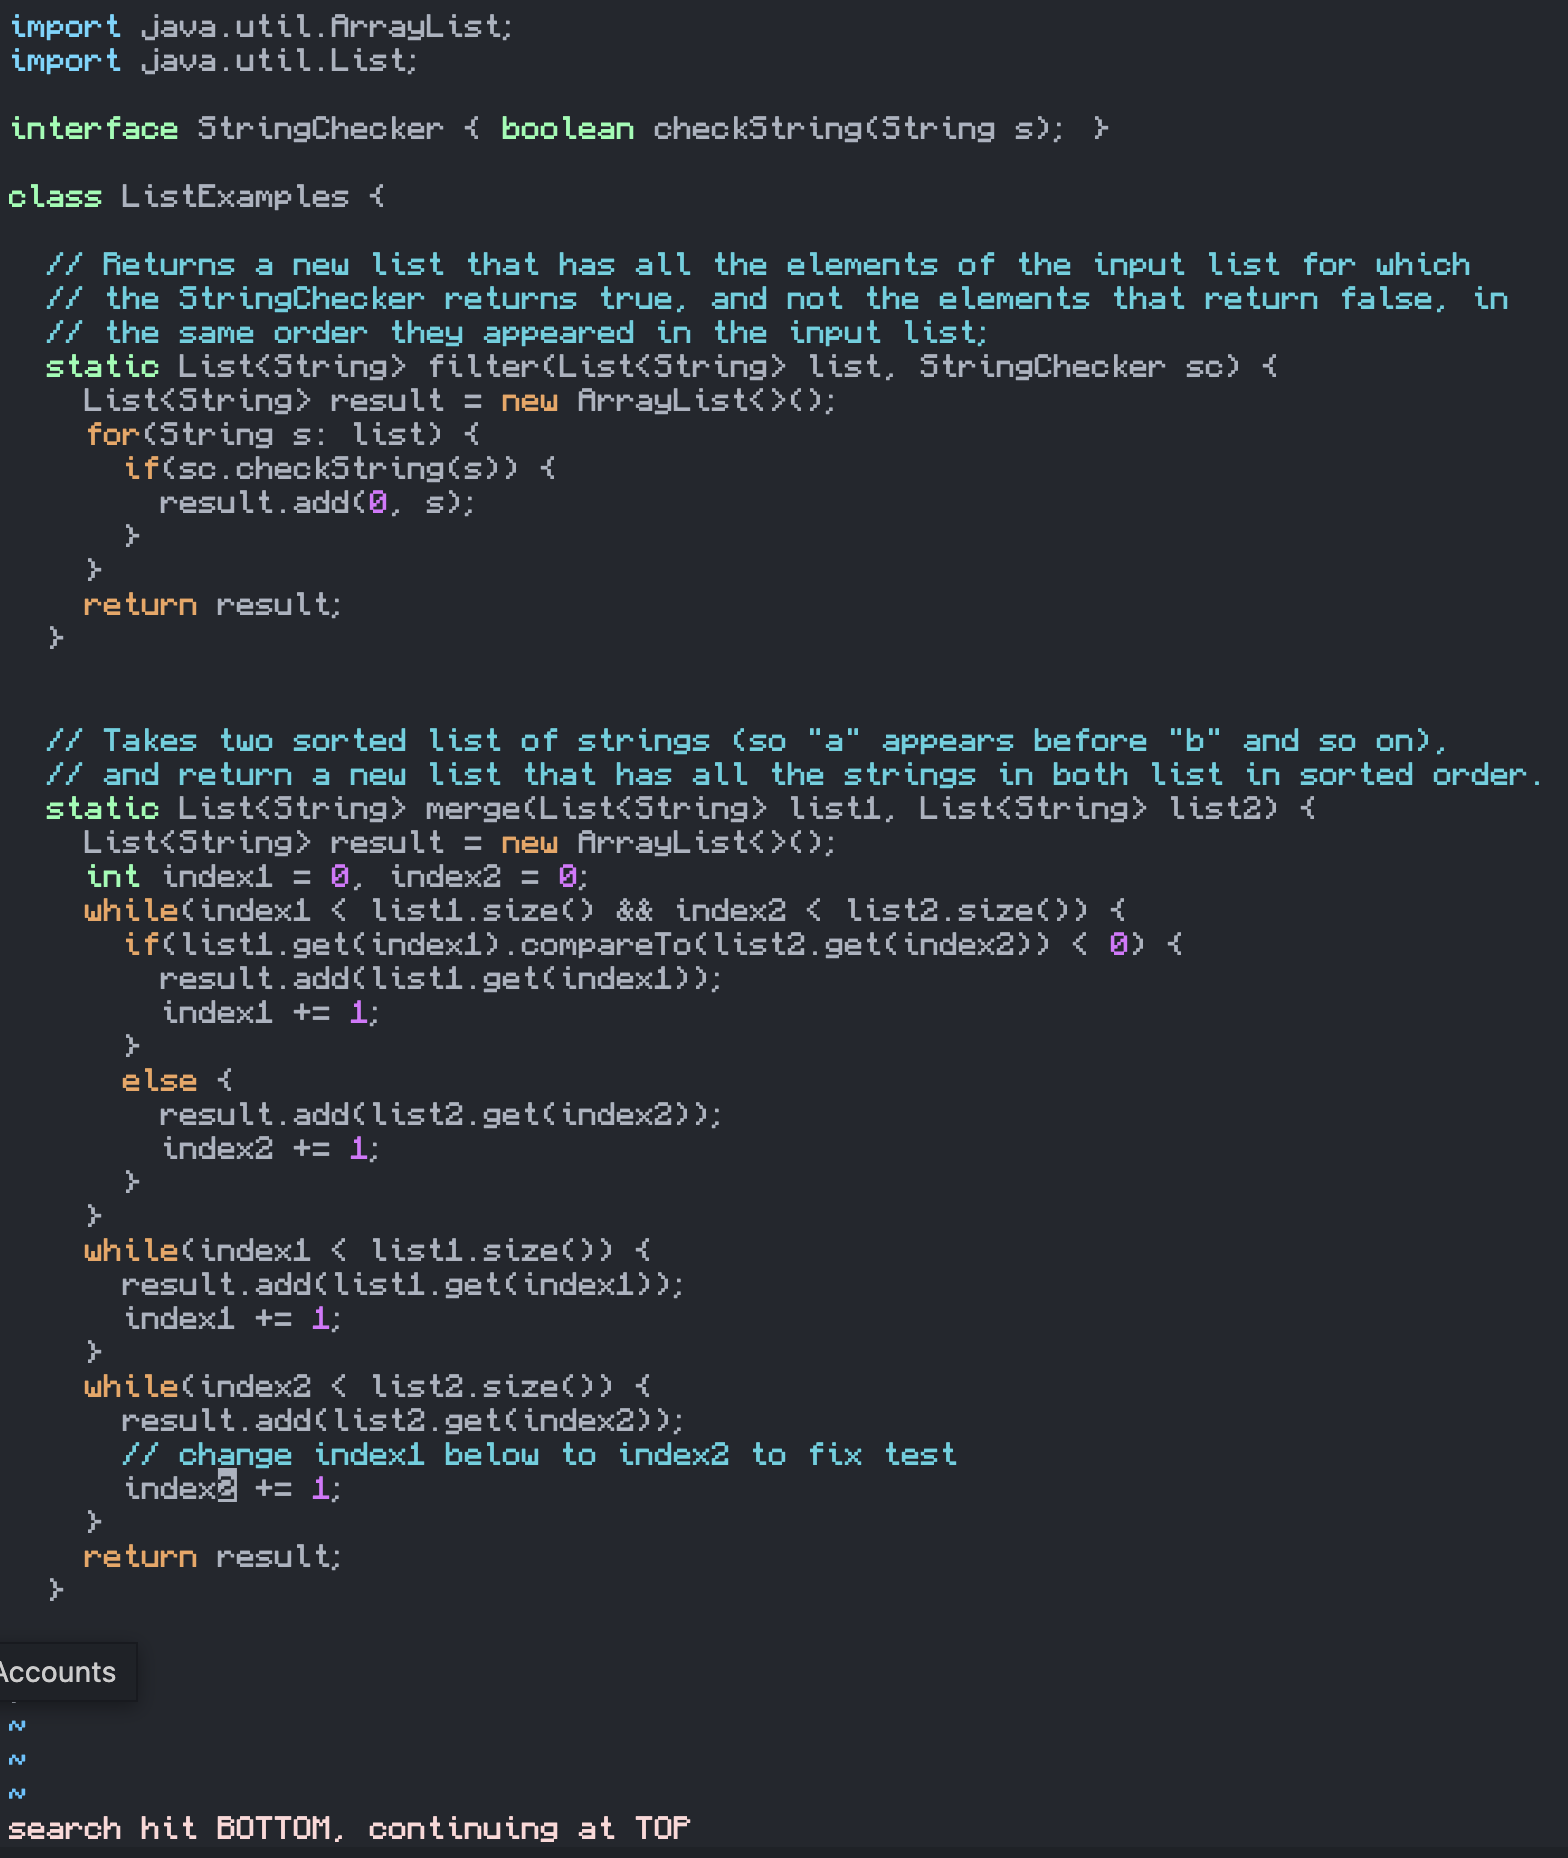 import java.util.ArrayList;
import java.util.List;

interface StringChecker { boolean checkString(String s); }

class ListExamples {

  // Returns a new list that has all the elements of the input list for which
  // the StringChecker returns true, and not the elements that return false, in
  // the same order they appeared in the input list;
  static List<String> filter(List<String> list, StringChecker sc) {
    List<String> result = new ArrayList<>();
    for(String s: list) {
      if(sc.checkString(s)) {
        result.add(0, s);
      }
    }
    return result;
  }


  // Takes two sorted list of strings (so "a" appears before "b" and so on),
  // and return a new list that has all the strings in both list in sorted order.
  static List<String> merge(List<String> list1, List<String> list2) {
    List<String> result = new ArrayList<>();
    int index1 = 0, index2 = 0;
    while(index1 < list1.size() && index2 < list2.size()) {
      if(list1.get(index1).compareTo(list2.get(index2)) < 0) {
        result.add(list1.get(index1));
        index1 += 1;
      }
      else {
        result.add(list2.get(index2));
        index2 += 1;
      }
    }
    while(index1 < list1.size()) {
      result.add(list1.get(index1));
      index1 += 1;
    }
    while(index2 < list2.size()) {
      result.add(list2.get(index2));
      // change index1 below to index2 to fix test
      index2 += 1;
    }
    return result;
  }

Accounts
~
~
~
search hit BOTTOM, continuing at TOP